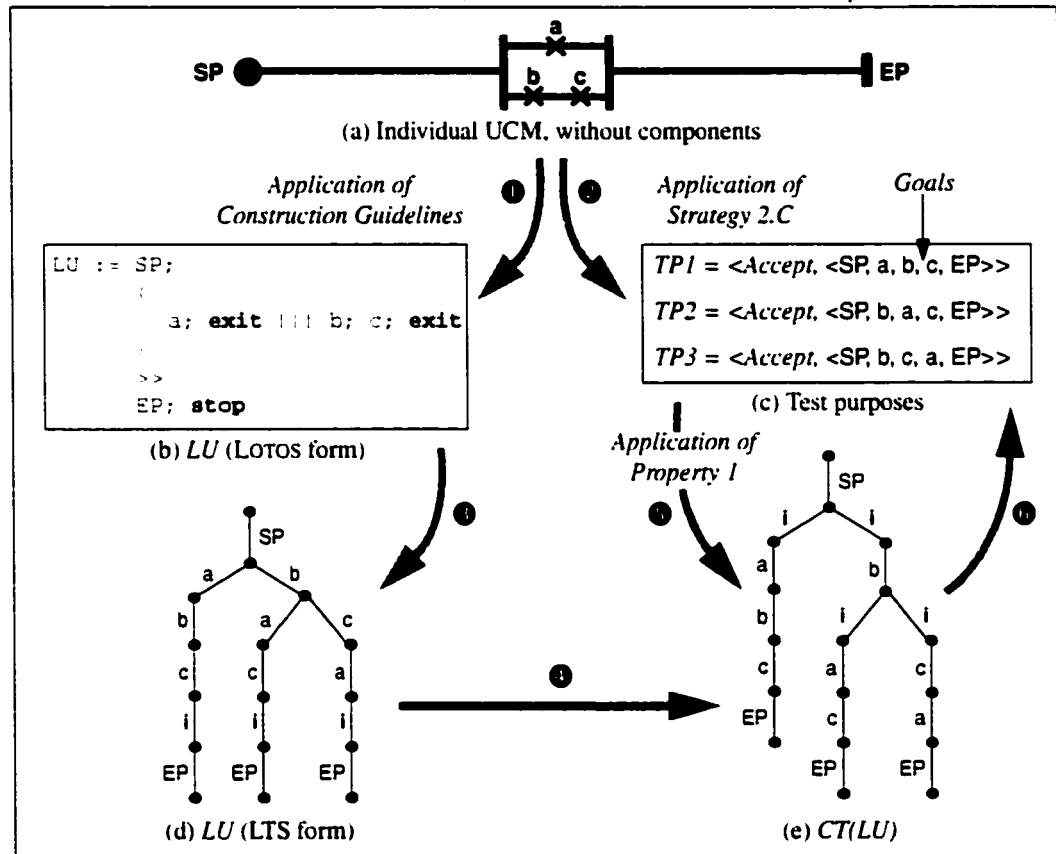 a
SP
EP
b c
(a) Individual UCM, without components
Application of
Construction Guidelines
Application of
Strategy 2.C
Goals
LU := SP;
(
a; exit ||| b; c; exit
)
>>
EP; stop
(b) LU (LOTOS form)
TP1 = <Accept, <SP, a, b, c, EP>>
TP2 = <Accept, <SP, b, a, c, EP>>
TP3 = <Accept, <SP, b, c, a, EP>>
(c) Test purposes
Application of
Property 1
SP
a b
b a c
c c a
i i i
EP EP EP
(d) LU (LTS form)
SP
i i
a b
b i i
c a c
EP c a
EP EP
(e) CT(LU)